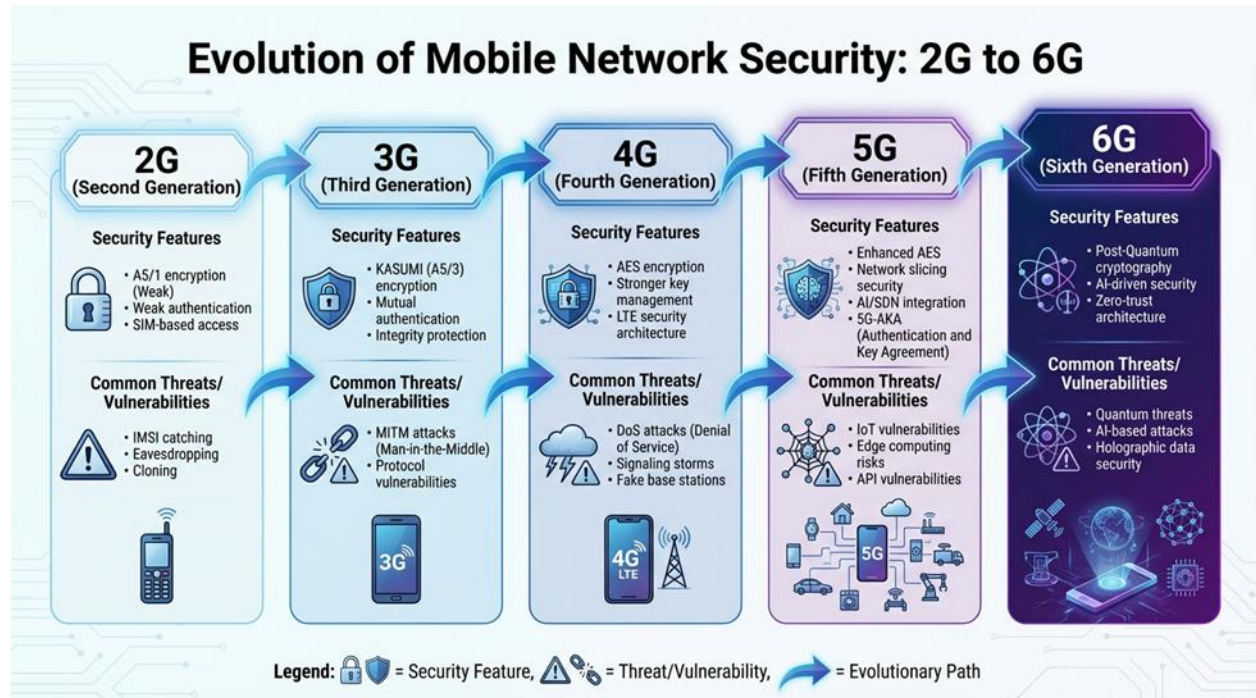 Evolution of Mobile Network Security: 2G to 6G
2G
(Second Generation)
Security Features
• A5/1 encryption
(Weak)
• Weak authentication
• SIM-based access
Common Threats/
Vulnerabilities
• IMSI catching
• Eavesdropping
• Cloning
3G
(Third Generation)
Security Features
• KASUMI (A5/3)
encryption
• Mutual
authentication
• Integrity protection
Common Threats/
Vulnerabilities
• MITM attacks
(Man-in-the-Middle)
• Protocol
vulnerabilities
3G
4G
(Fourth Generation)
Security Features
• AES encryption
• Stronger key
management
• LTE security
architecture
Common Threats/
Vulnerabilities
• DoS attacks (Denial
of Service)
• Signaling storms
• Fake base stations
4G
LTE
5G
(Fifth Generation)
Security Features
• Enhanced AES
• Network slicing
security
• AI/SDN integration
• 5G-AKA
(Authentication and
Key Agreement)
Common Threats/
Vulnerabilities
• IoT vulnerabilities
• Edge computing
risks
• API vulnerabilities
5G
6G
(Sixth Generation)
Security Features
• Post-Quantum
cryptography
• AI-driven security
• Zero-trust
architecture
Common Threats/
Vulnerabilities
• Quantum threats
• AI-based attacks
• Holographic data
security
Legend: = Security Feature, = Threat/Vulnerability, = Evolutionary Path